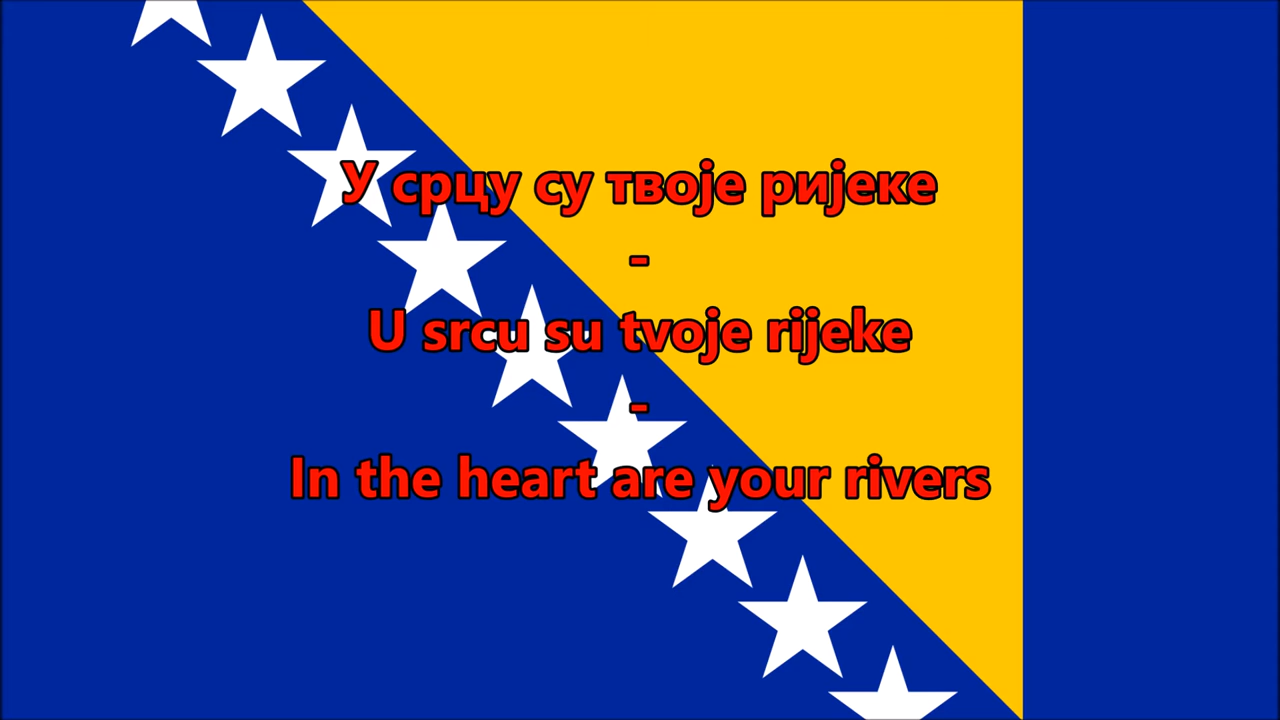 У срцу су твоје ријеке
-
U srcu su tvoje rijeke
-
In the heart are your rivers